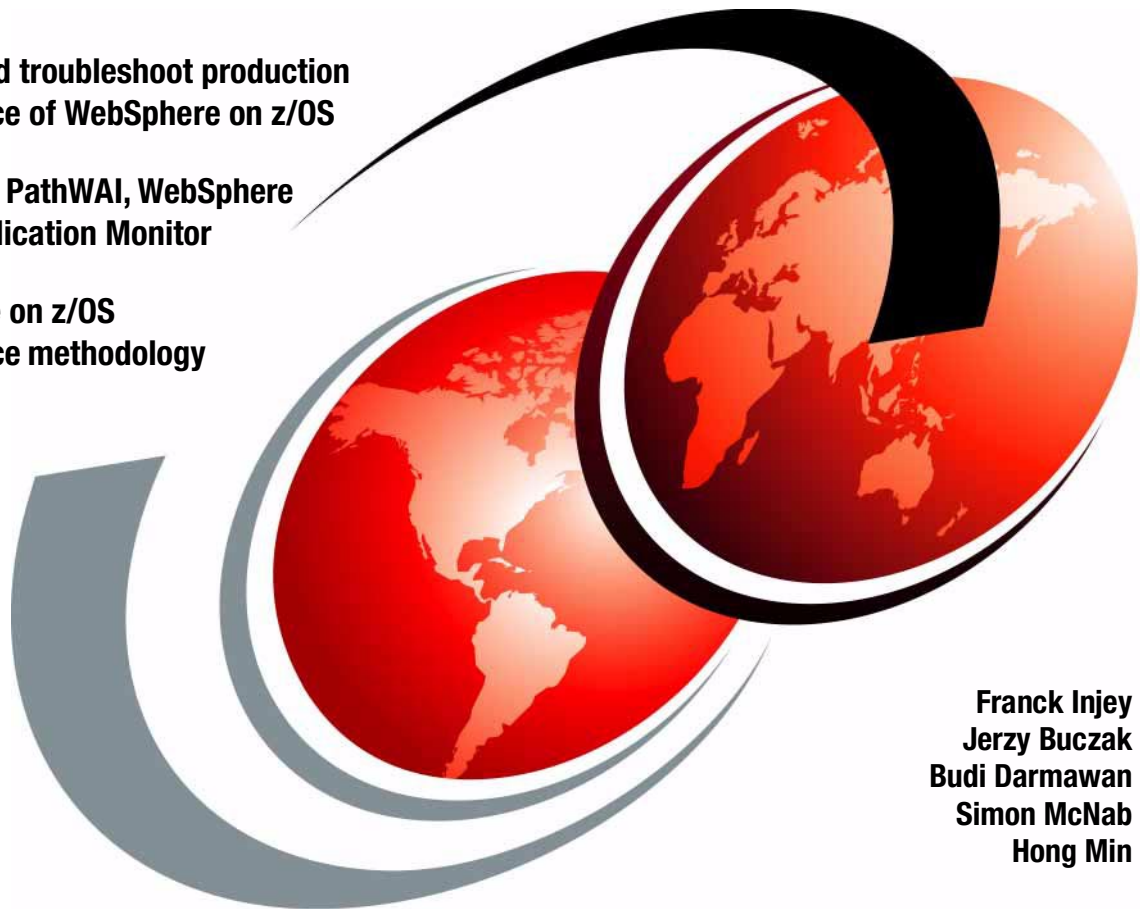 d troubleshoot production
ce of WebSphere on z/OS
PathWAI, WebSphere
lication Monitor
on z/OS
ce methodology
Franck Injey
Jerzy Buczak
Budi Darmawan
Simon McNab
Hong Min